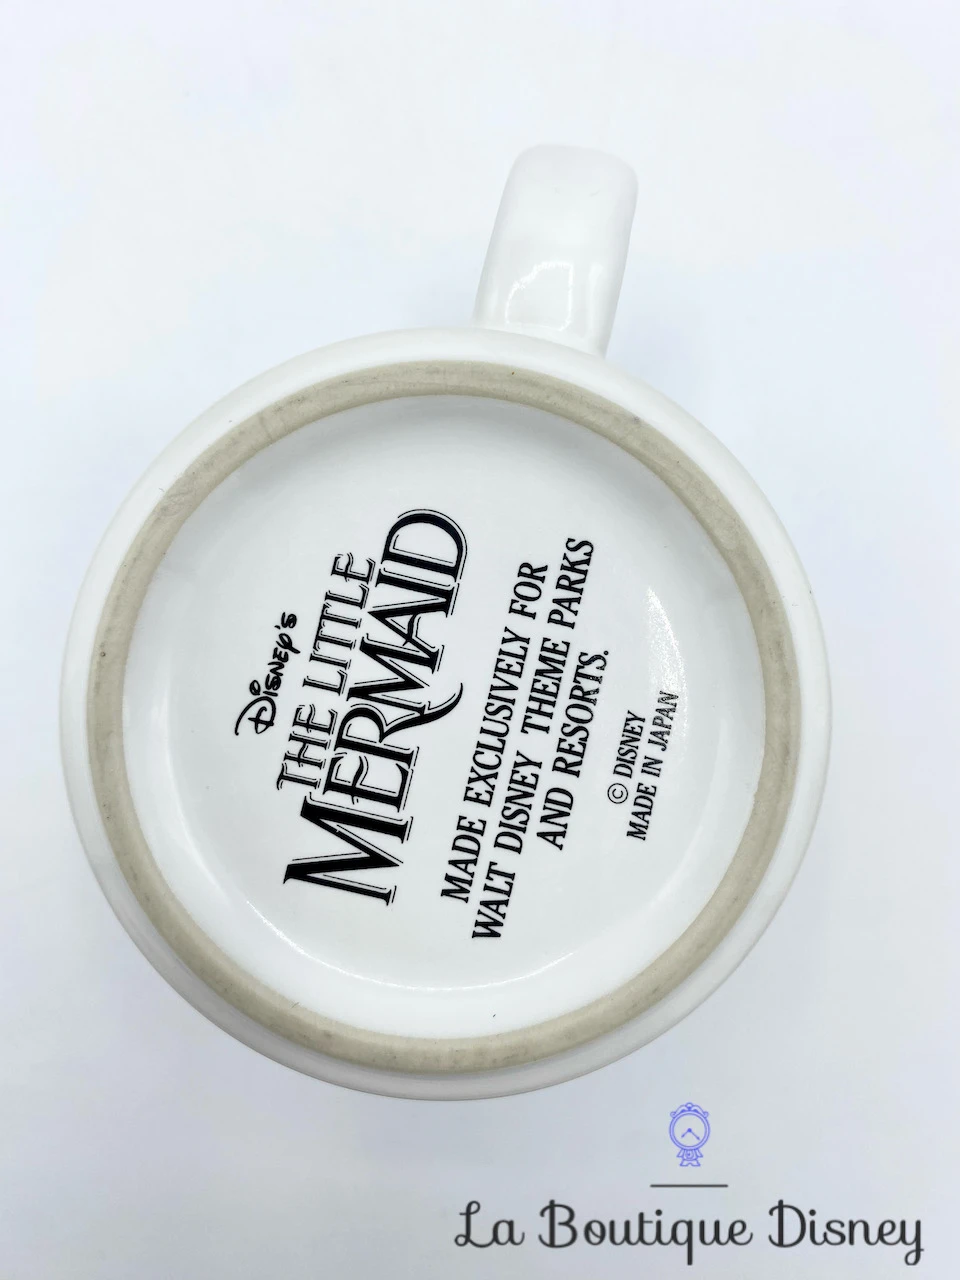 Disney's
THE LITTLE
MERMAID
MADE EXCLUSIVELY FOR
WALT DISNEY THEME PARKS
AND RESORTS.
© DISNEY
MADE IN JAPAN
La Boutique Disney